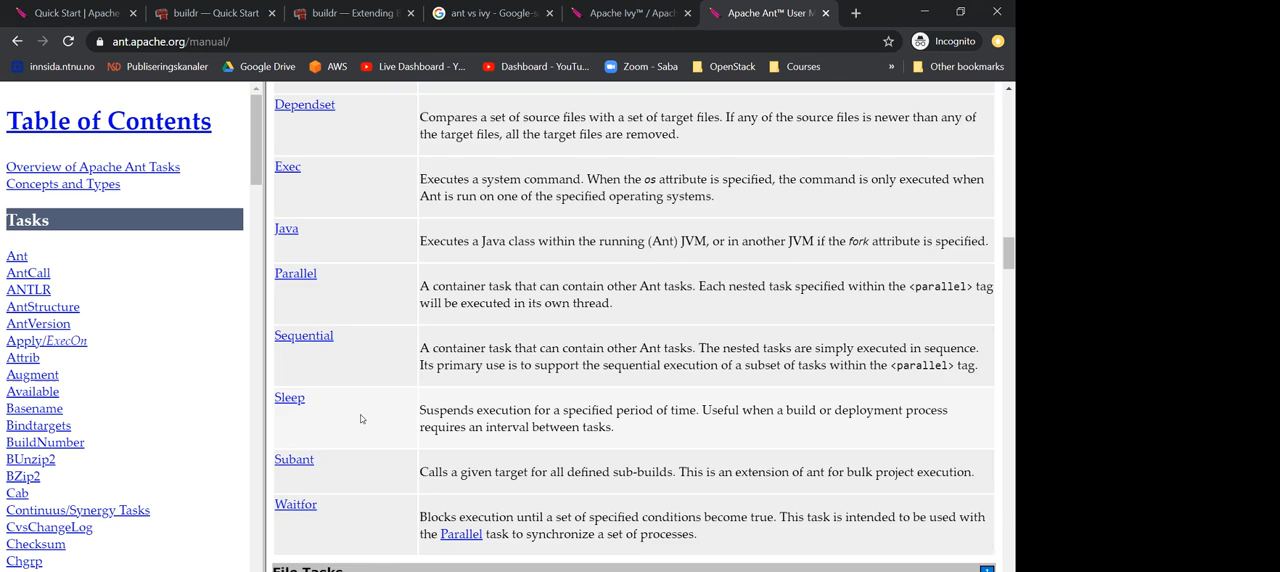 Quick Start | Apache
buildr — Quick Start
buildr — Extending B
ant vs ivy - Google-s
Apache Ivy™ / Apach
Apache Ant™ User M
ant.apache.org/manual/
Incognito
innsida.ntnu.no
Publiseringskanaler
Google Drive
AWS
Live Dashboard - Y...
Dashboard - YouTu...
Zoom - Saba
OpenStack
Courses
»
Other bookmarks
Table of Contents
Overview of Apache Ant Tasks
Concepts and Types
Tasks
Ant
AntCall
ANTLR
AntStructure
AntVersion
Apply/ExecOn
Attrib
Augment
Available
Basename
Bindtargets
BuildNumber
BUnzip2
BZip2
Cab
Continuus/Synergy Tasks
CvsChangeLog
Checksum
Chgrp
Dependset
Compares a set of source files with a set of target files. If any of the source files is newer than any of
the target files, all the target files are removed.
Exec
Executes a system command. When the os attribute is specified, the command is only executed when
Ant is run on one of the specified operating systems.
Java
Executes a Java class within the running (Ant) JVM, or in another JVM if the fork attribute is specified.
Parallel
A container task that can contain other Ant tasks. Each nested task specified within the <parallel> tag
will be executed in its own thread.
Sequential
A container task that can contain other Ant tasks. The nested tasks are simply executed in sequence.
Its primary use is to support the sequential execution of a subset of tasks within the <parallel> tag.
Sleep
Suspends execution for a specified period of time. Useful when a build or deployment process
requires an interval between tasks.
Subant
Calls a given target for all defined sub-builds. This is an extension of ant for bulk project execution.
Waitfor
Blocks execution until a set of specified conditions become true. This task is intended to be used with
the Parallel task to synchronize a set of processes.
File Tasks